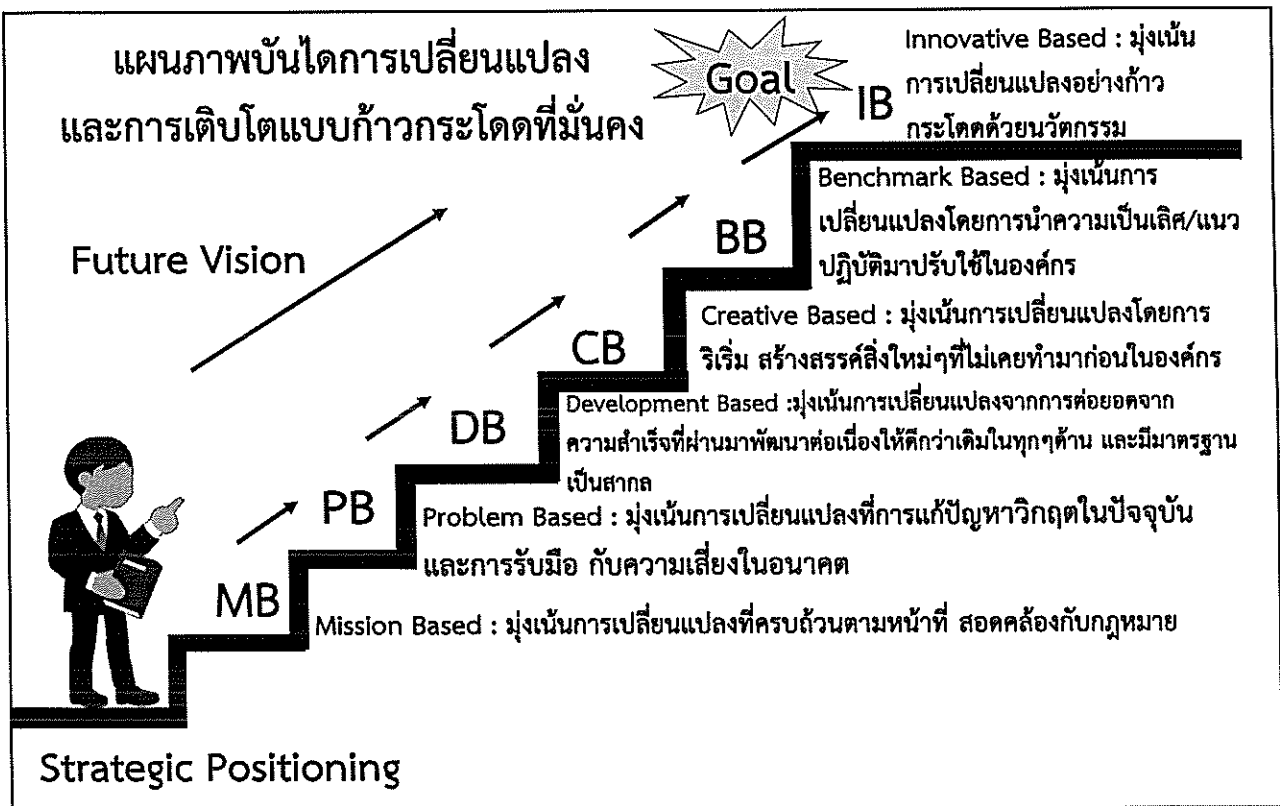 แผนภาพบันไดการเปลี่ยนแปลง
และการเติบโตแบบก้าวกระโดดที่มั่นคง
Goal
IB
Innovative Based : มุ่งเน้น
การเปลี่ยนแปลงอย่างก้าว
กระโดดด้วยนวัตกรรม
Future Vision
BB
Benchmark Based : มุ่งเน้นการ
เปลี่ยนแปลงโดยการนำความเป็นเลิศ/แนว
ปฏิบัติมาปรับใช้ในองค์กร
CB
Creative Based : มุ่งเน้นการเปลี่ยนแปลงโดยการ
ริเริ่ม สร้างสรรค์สิ่งใหม่ๆที่ไม่เคยทำมาก่อนในองค์กร
DB
Development Based :มุ่งเน้นการเปลี่ยนแปลงจากการต่อยอดจาก
ความสำเร็จที่ผ่านมาพัฒนาต่อเนื่องให้ดีกว่าเดิมในทุกๆด้าน และมีมาตรฐาน
เป็นสากล
PB
Problem Based : มุ่งเน้นการเปลี่ยนแปลงที่การแก้ปัญหาวิกฤตในปัจจุบัน
และการรับมือ กับความเสี่ยงในอนาคต
MB
Mission Based : มุ่งเน้นการเปลี่ยนแปลงที่ครบถ้วนตามหน้าที่ สอดคล้องกับกฎหมาย
Strategic Positioning